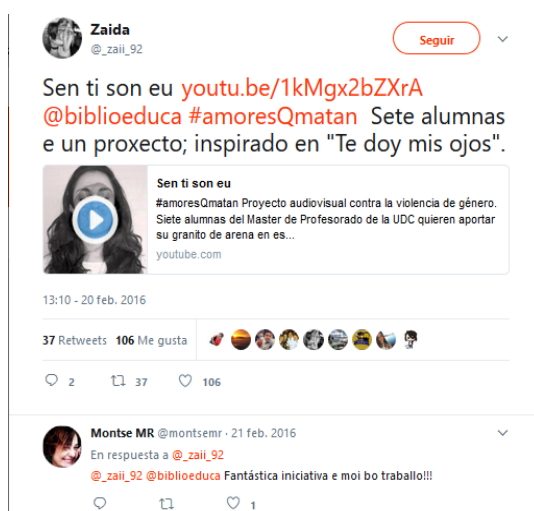 Zaida
@_zaii_92
Seguir
Sen ti son eu youtu.be/1kMgx2bZXrA
@biblioeduca #amoresQmatan Sete alumnas
e un proxecto; inspirado en "Te doy mis ojos".
Sen ti son eu
#amoresQmatan Proyecto audiovisual contra la violencia de género.
Siete alumnas del Master de Profesorado de la UDC quieren aportar
su granito de arena en es...
youtube.com
13:10 - 20 feb. 2016
37 Retweets 106 Me gusta
2 37 106
Montse MR @montsemr · 21 feb. 2016
En respuesta a @_zaii_92
@_zaii_92 @biblioeduca Fantástica iniciativa e moi bo traballo!!!
1